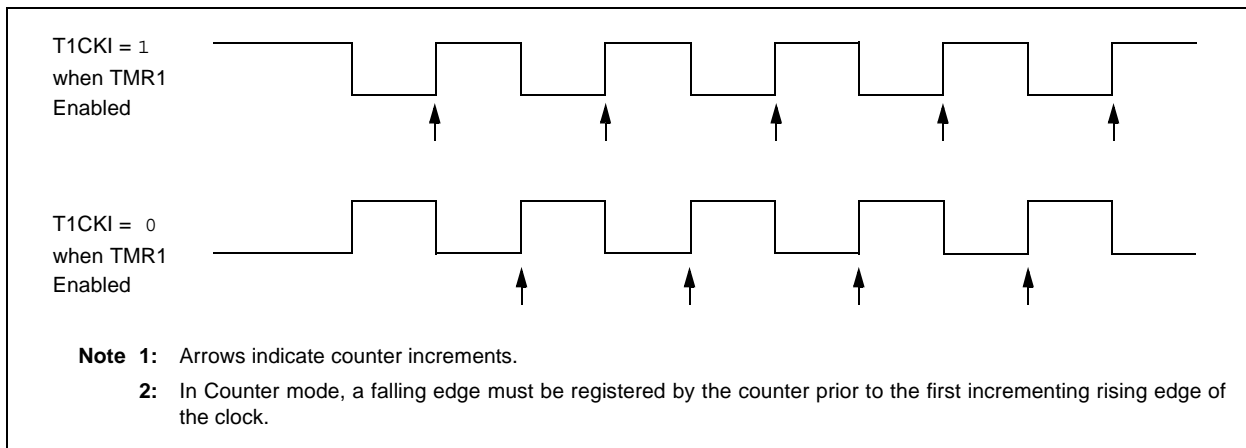 T1CKI = 1
when TMR1
Enabled
T1CKI = 0
when TMR1
Enabled
Note 1: Arrows indicate counter increments.
2: In Counter mode, a falling edge must be registered by the counter prior to the first incrementing rising edge of
the clock.